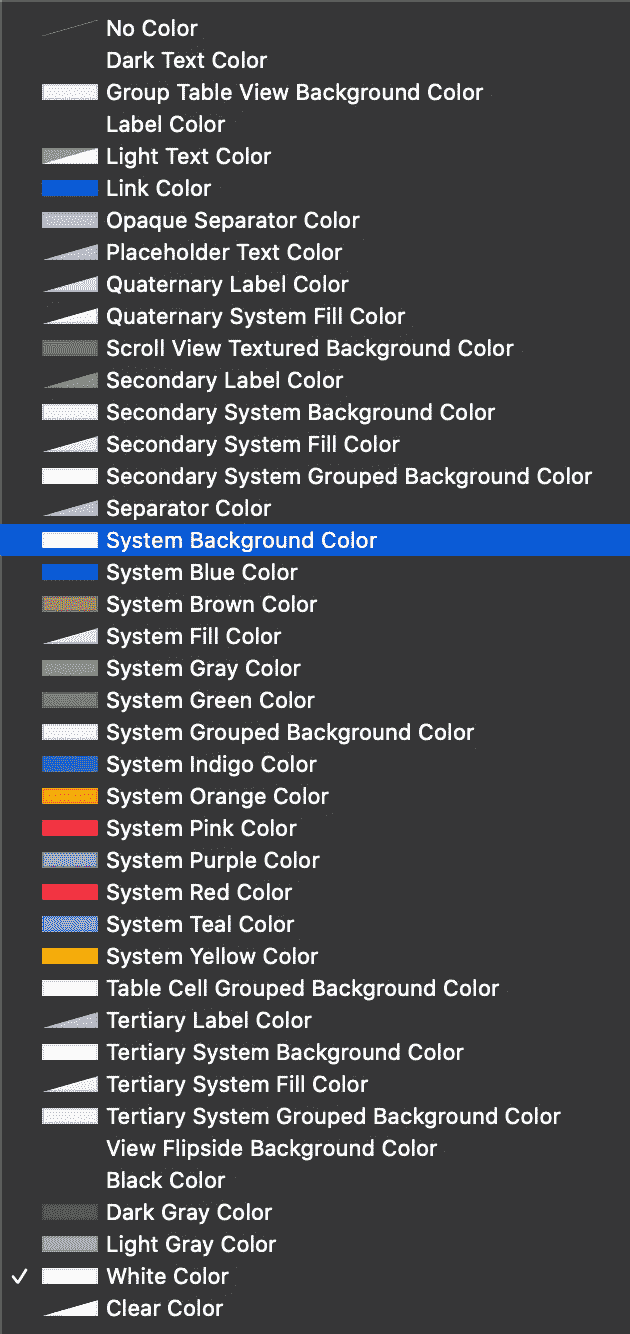 No Color
Dark Text Color
Group Table View Background Color
Label Color
Light Text Color
Link Color
Opaque Separator Color
Placeholder Text Color
Quaternary Label Color
Quaternary System Fill Color
Scroll View Textured Background Color
Secondary Label Color
Secondary System Background Color
Secondary System Fill Color
Secondary System Grouped Background Color
Separator Color
System Background Color
System Blue Color
System Brown Color
System Fill Color
System Gray Color
System Green Color
System Grouped Background Color
System Indigo Color
System Orange Color
System Pink Color
System Purple Color
System Red Color
System Teal Color
System Yellow Color
Table Cell Grouped Background Color
Tertiary Label Color
Tertiary System Background Color
Tertiary System Fill Color
Tertiary System Grouped Background Color
View Flipside Background Color
Black Color
Dark Gray Color
Light Gray Color
White Color
Clear Color